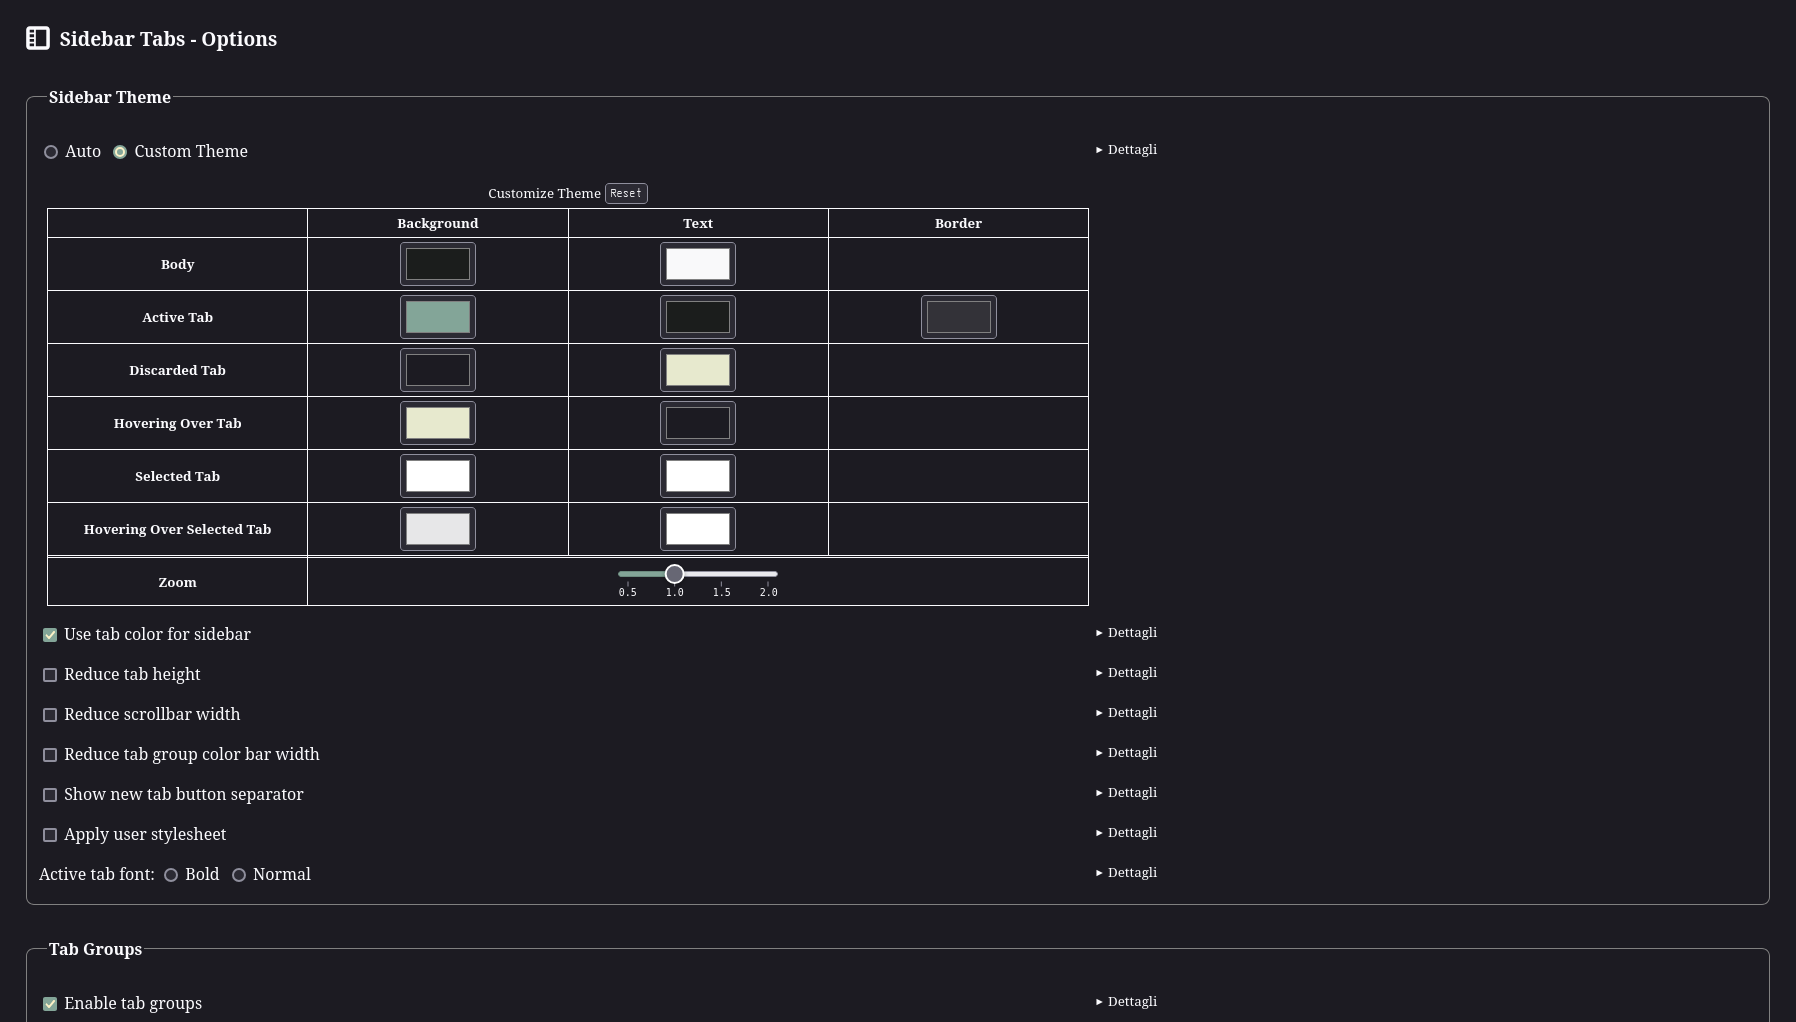 Sidebar Tabs - Options
Sidebar Theme
Auto Custom Theme Dettagli
Customize Theme Reset
Background Text Border
Body
Active Tab
Discarded Tab
Hovering Over Tab
Selected Tab
Hovering Over Selected Tab
Zoom
0.5 1.0 1.5 2.0
Use tab color for sidebar Dettagli
Reduce tab height Dettagli
Reduce scrollbar width Dettagli
Reduce tab group color bar width Dettagli
Show new tab button separator Dettagli
Apply user stylesheet Dettagli
Active tab font: Bold Normal Dettagli
Tab Groups
Enable tab groups Dettagli